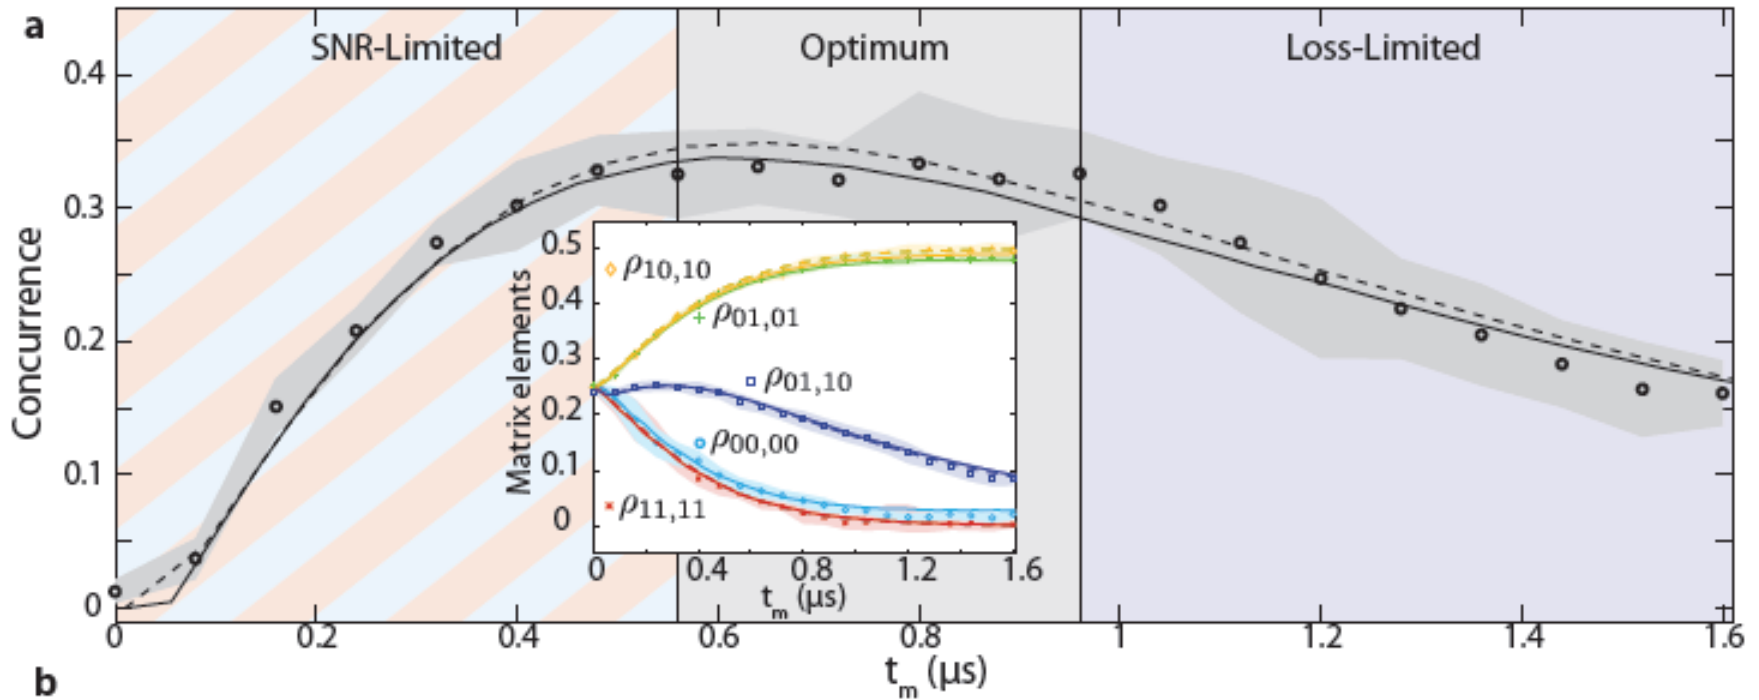 a
SNR-Limited
Optimum
Loss-Limited
Concurrence
0.4
0.3
0.2
0.1
0
0 0.2 0.4 0.6 0.8 1 1.2 1.4 1.6
t_m (µs)
Matrix elements
0.5
0.4
0.3
0.2
0.1
0
ρ10,10
ρ01,01
ρ01,10
ρ00,00
ρ11,11
0 0.4 0.8 1.2 1.6
t_m (µs)
b